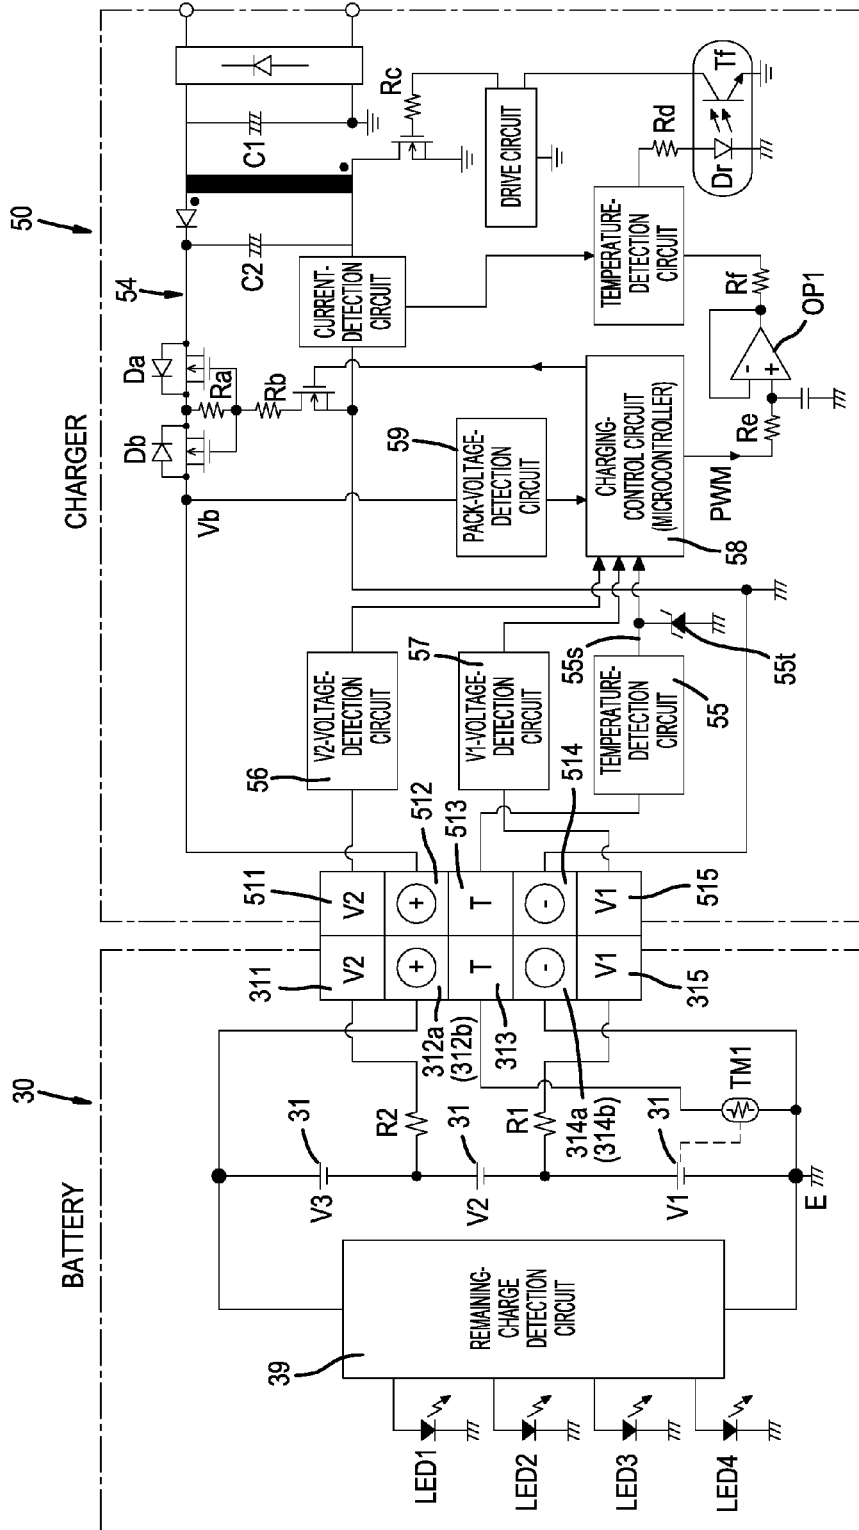 BATTERY
30
CHARGER
50
54
LED1
LED2
LED3
LED4
39
REMAINING-
CHARGE
DETECTION
CIRCUIT
V3
31
V2
31
V1
31
E
R2
R1
TM1
311
V2
312a
(312b)
+
313
T
314a
(314b)
-
315
V1
511
V2
512
+
513
T
514
-
515
V1
56
V2-VOLTAGE-
DETECTION
CIRCUIT
57
V1-VOLTAGE-
DETECTION
CIRCUIT
55
TEMPERATURE-
DETECTION
CIRCUIT
55s
55t
Vb
59
PACK-VOLTAGE-
DETECTION
CIRCUIT
58
CHARGING-
CONTROL CIRCUIT
(MICROCONTROLLER)
PWM
Db
Da
Ra
Rb
Re
-
+
OP1
Rf
CURRENT-
DETECTION
CIRCUIT
TEMPERATURE-
DETECTION
CIRCUIT
C2
C1
Rc
DRIVE CIRCUIT
Rd
Dr
Tf